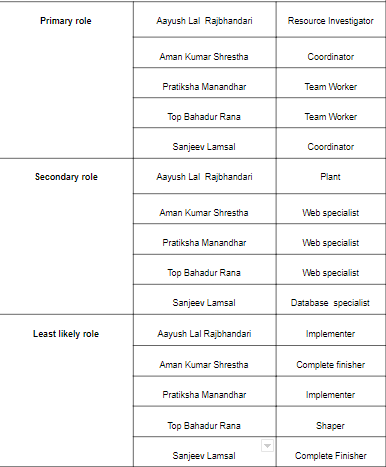 Primary role Aayush Lal Rajbhandari Resource Investigator
Aman Kumar Shrestha Coordinator
Pratiksha Manandhar Team Worker
Top Bahadur Rana Team Worker
Sanjeev Lamsal Coordinator
Secondary role Aayush Lal Rajbhandari Plant
Aman Kumar Shrestha Web specialist
Pratiksha Manandhar Web specialist
Top Bahadur Rana Web specialist
Sanjeev Lamsal Database specialist
Least likely role Aayush Lal Rajbhandari Implementer
Aman Kumar Shrestha Complete finisher
Pratiksha Manandhar Implementer
Top Bahadur Rana Shaper
Sanjeev Lamsal Complete Finisher